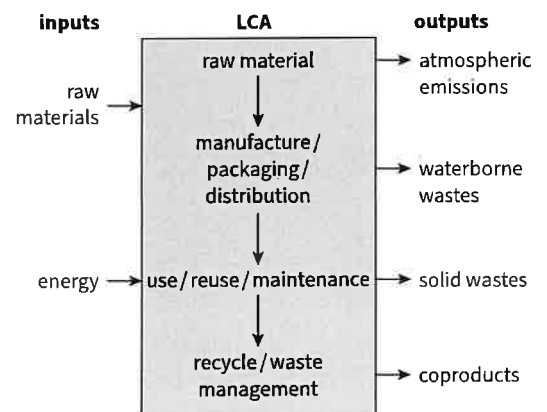 inputs
LCA
outputs
raw
materials
energy
raw material
manufacture/
packaging/
distribution
use/reuse/maintenance
recycle/waste
management
atmospheric
emissions
waterborne
wastes
solid wastes
coproducts